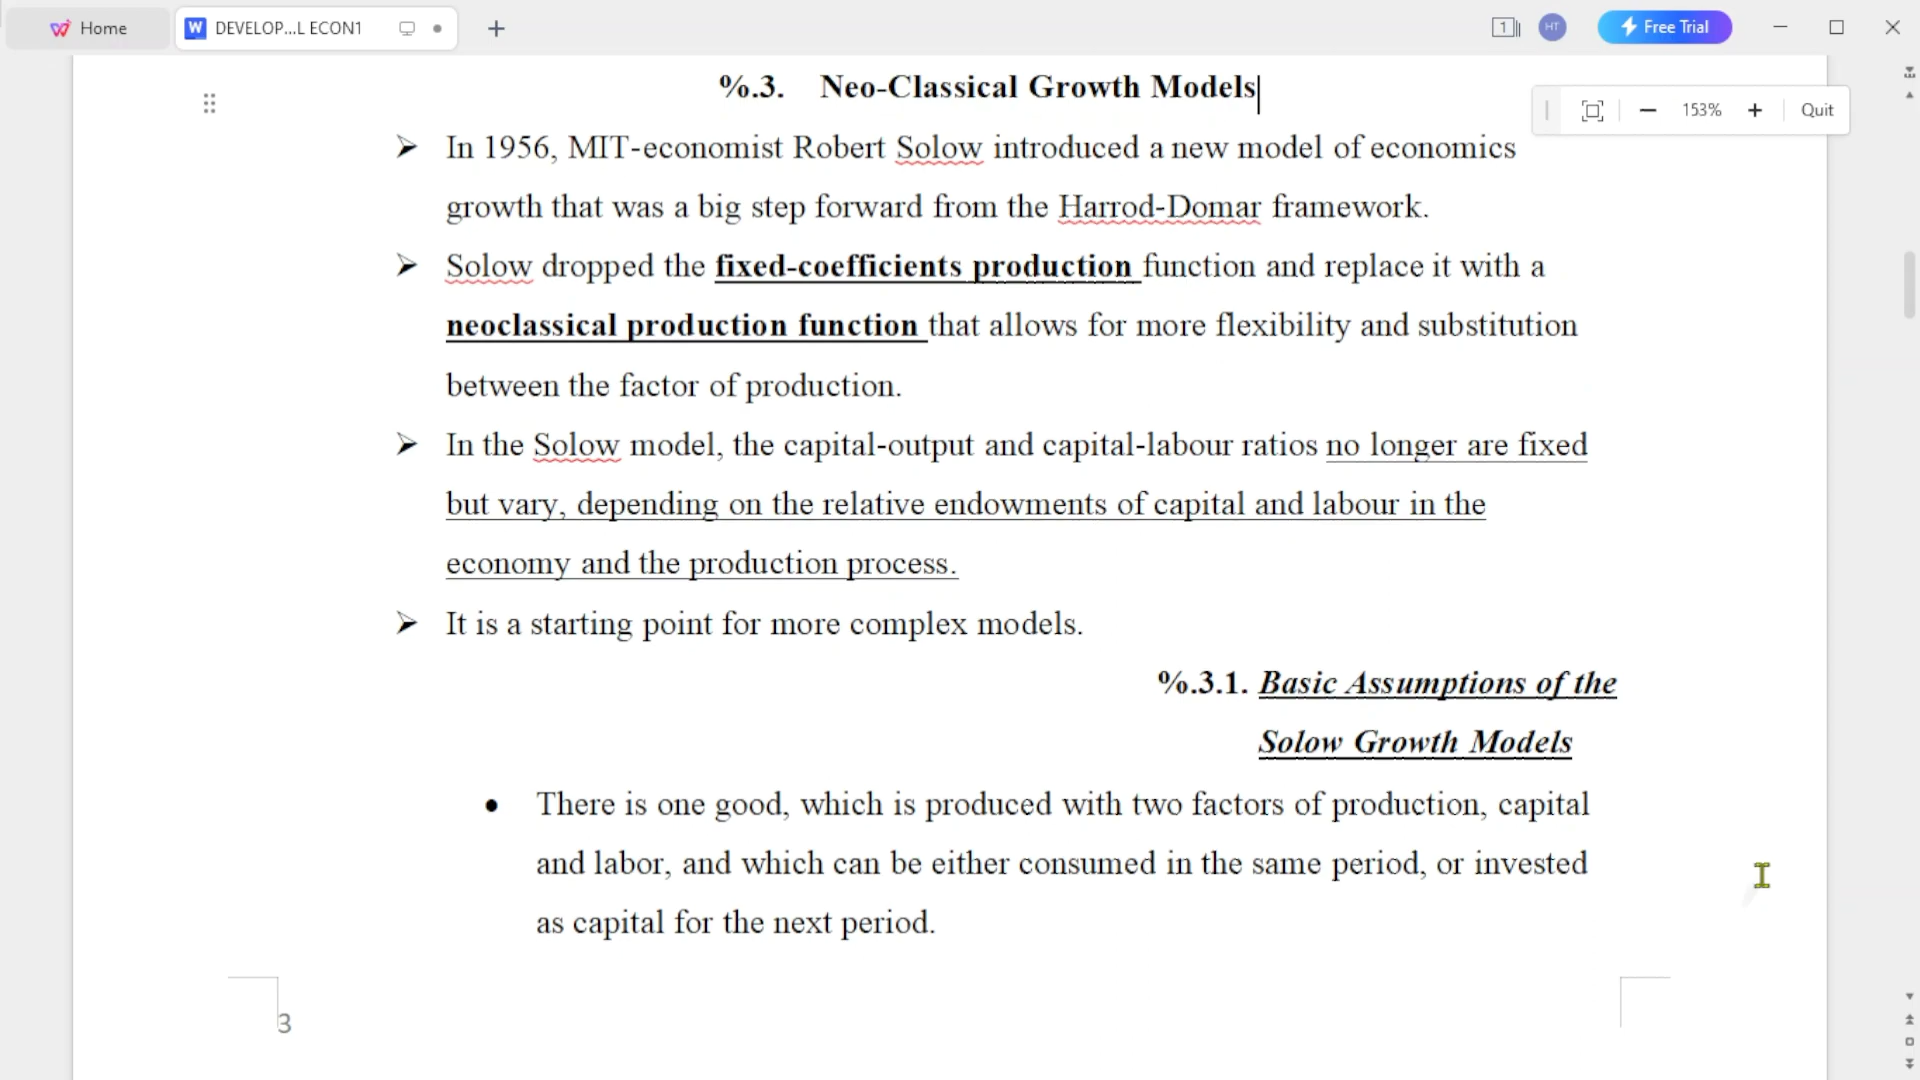 Home
DEVELOP...L ECON1
1
HT
Free Trial
153%
Quit
%.3. Neo-Classical Growth Models
➢ In 1956, MIT-economist Robert Solow introduced a new model of economics
growth that was a big step forward from the Harrod-Domar framework.
➢ Solow dropped the fixed-coefficients production function and replace it with a
neoclassical production function that allows for more flexibility and substitution
between the factor of production.
➢ In the Solow model, the capital-output and capital-labour ratios no longer are fixed
but vary, depending on the relative endowments of capital and labour in the
economy and the production process.
➢ It is a starting point for more complex models.
%.3.1. Basic Assumptions of the
Solow Growth Models
• There is one good, which is produced with two factors of production, capital
and labor, and which can be either consumed in the same period, or invested
as capital for the next period.
3